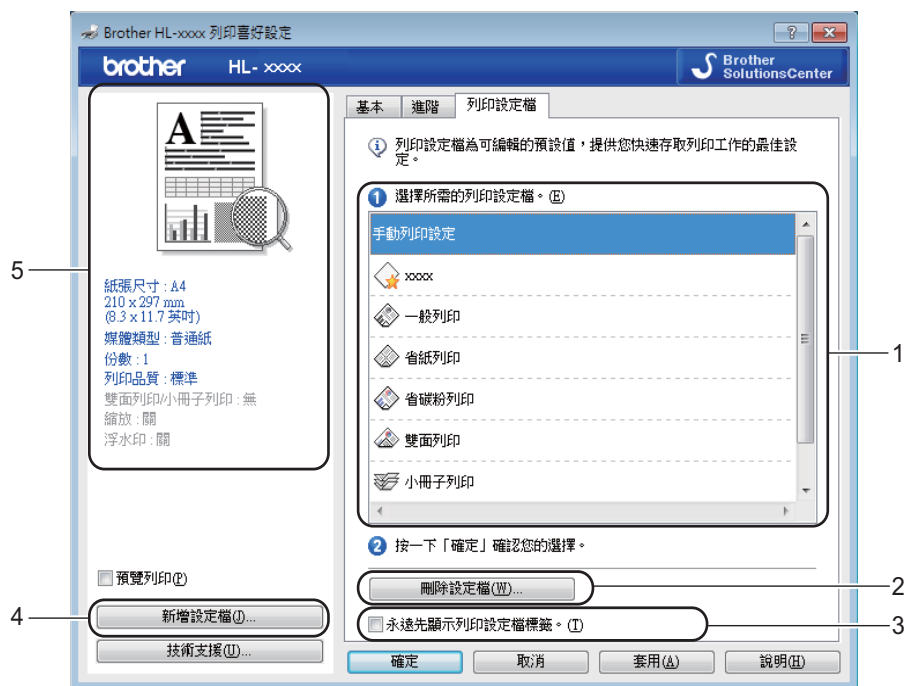 Brother HL-xxxx 列印喜好設定
brother HL- xxxx
Brother
SolutionsCenter
A
紙張尺寸 : A4
210 x 297 mm
(8.3 x 11.7 英吋)
媒體類型 : 普通紙
份數 : 1
列印品質 : 標準
雙面列印/小冊子列印 : 無
縮放 : 關
浮水印 : 關
5
預覽列印(P)
新增設定檔(J)...
4
技術支援(U)...
基本 進階 列印設定檔
列印設定檔為可編輯的預設值，提供您快速存取列印工作的最佳設
定。
1 選擇所需的列印設定檔。(E)
手動列印設定
xxxx
一般列印
省紙列印
省碳粉列印
雙面列印
小冊子列印
1
2 按一下「確定」確認您的選擇。
刪除設定檔(W)...
2
永遠先顯示列印設定檔標籤。(T)
3
確定 取消 套用(A) 說明(H)